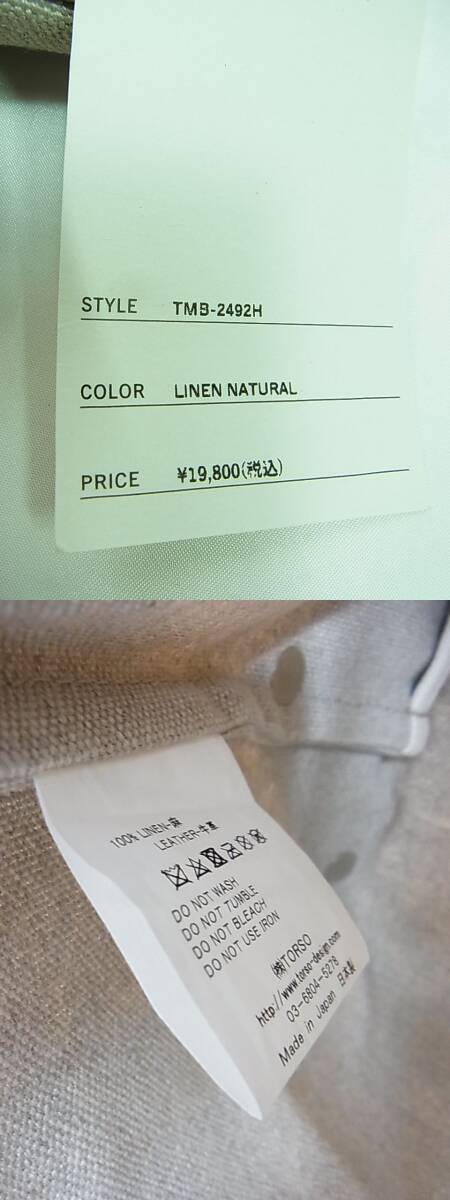 STYLE TMB-2492H
COLOR LINEN NATURAL
PRICE ¥19,800(税込)
100% LINEN-麻
LEATHER-牛革
DO NOT WASH
DO NOT TUMBLE
DO NOT BLEACH
DO NOT USE IRON
㈱TORSO
http://www.torso-design.com
03-6804-5278
Made in Japan 日本製